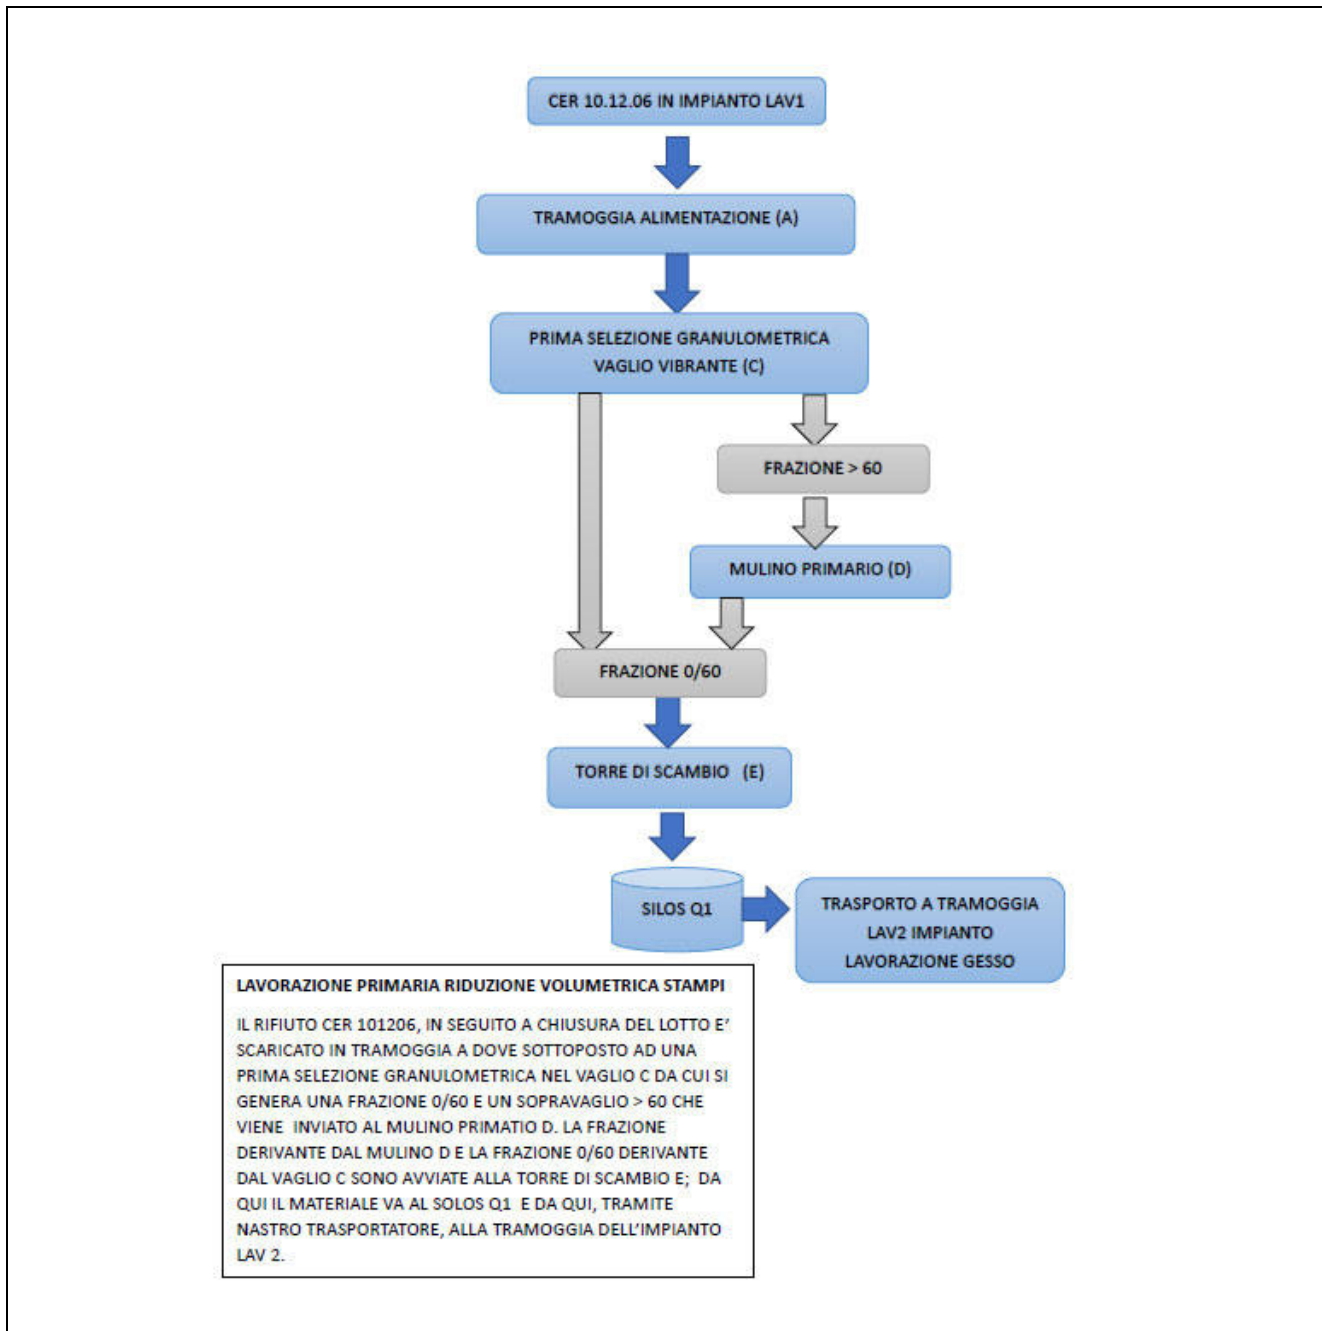 CER 10.12.06 IN IMPIANTO LAV1
TRAMOGGIA ALIMENTAZIONE (A)
PRIMA SELEZIONE GRANULOMETRICA
VAGLIO VIBRANTE (C)
FRAZIONE > 60
MULINO PRIMARIO (D)
FRAZIONE 0/60
TORRE DI SCAMBIO (E)
SILOS Q1
TRASPORTO A TRAMOGGIA
LAV2 IMPIANTO
LAVORAZIONE GESSO
LAVORAZIONE PRIMARIA RIDUZIONE VOLUMETRICA STAMPI
IL RIFIUTO CER 101206, IN SEGUITO A CHIUSURA DEL LOTTO E'
SCARICATO IN TRAMOGGIA A DOVE SOTTOPOSTO AD UNA
PRIMA SELEZIONE GRANULOMETRICA NEL VAGLIO C DA CUI SI
GENERA UNA FRAZIONE 0/60 E UN SOPRAVAGLIO > 60 CHE
VIENE INVIATO AL MULINO PRIMATIO D. LA FRAZIONE
DERIVANTE DAL MULINO D E LA FRAZIONE 0/60 DERIVANTE
DAL VAGLIO C SONO AVVIATE ALLA TORRE DI SCAMBIO E; DA
QUI IL MATERIALE VA AL SOLOS Q1 E DA QUI, TRAMITE
NASTRO TRASPORTATORE, ALLA TRAMOGGIA DELL'IMPIANTO
LAV 2.